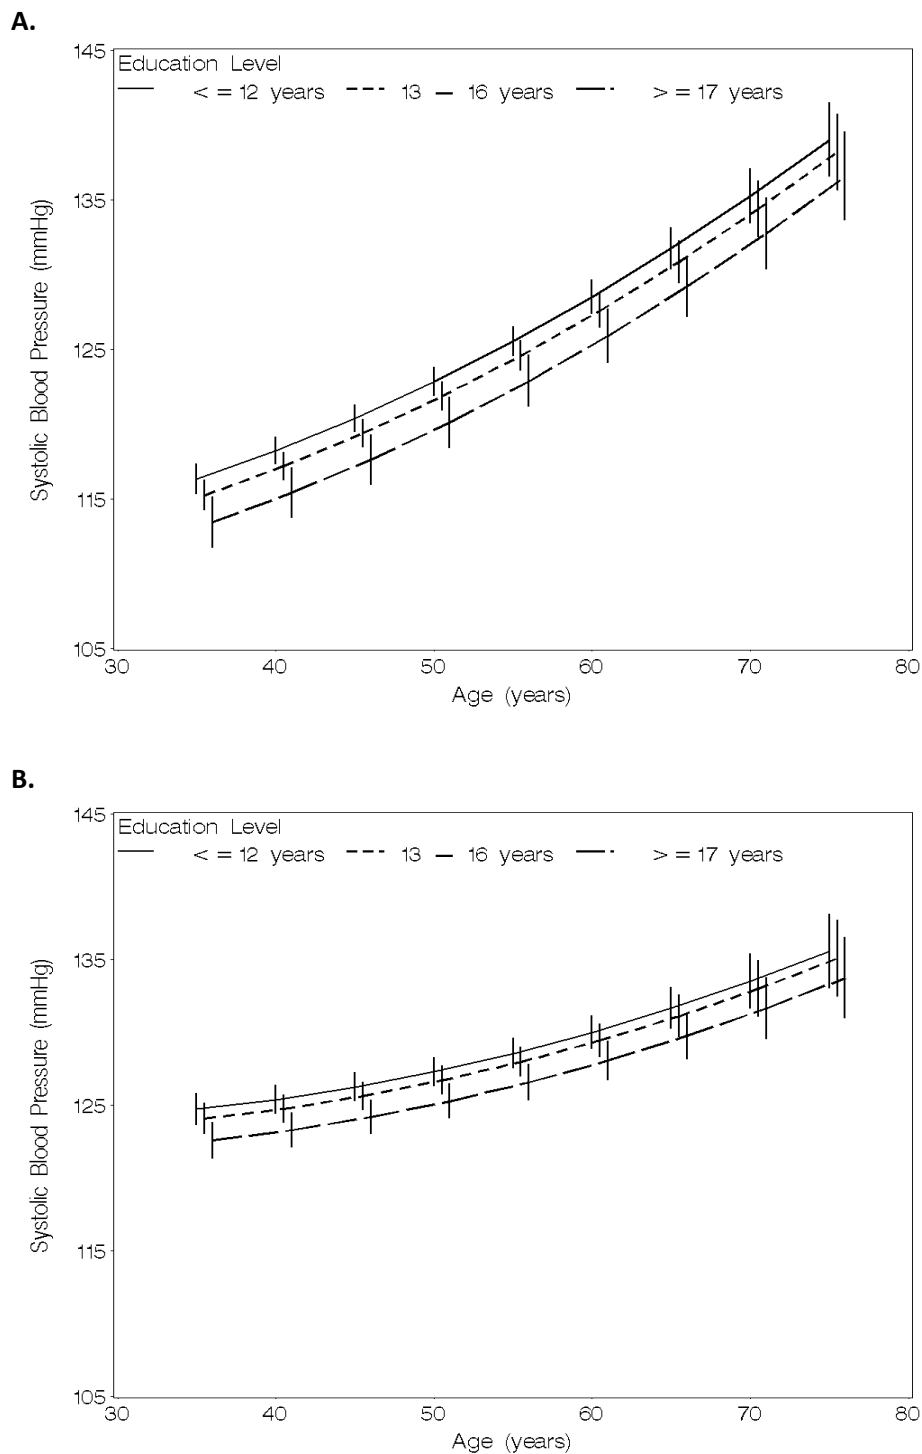 A.
145
Education Level
< = 12 years 13 – 16 years > = 17 years
135
Systolic Blood Pressure (mmHg)
125
115
105
30 40 50 60 70 80
Age (years)
B.
145
Education Level
< = 12 years 13 – 16 years > = 17 years
135
Systolic Blood Pressure (mmHg)
125
115
105
30 40 50 60 70 80
Age (years)